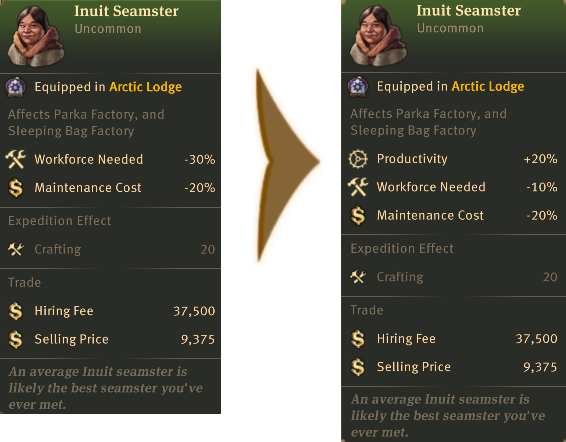 Inuit Seamster
Uncommon
Equipped in Arctic Lodge
Affects Parka Factory, and
Sleeping Bag Factory
Workforce Needed -30%
Maintenance Cost -20%
Expedition Effect
Crafting 20
Trade
Hiring Fee 37,500
Selling Price 9,375
An average Inuit seamster is
likely the best seamster you've
ever met.
Inuit Seamster
Uncommon
Equipped in Arctic Lodge
Affects Parka Factory, and
Sleeping Bag Factory
Productivity +20%
Workforce Needed -10%
Maintenance Cost -20%
Expedition Effect
Crafting 20
Trade
Hiring Fee 37,500
Selling Price 9,375
An average Inuit seamster is
likely the best seamster you've
ever met.